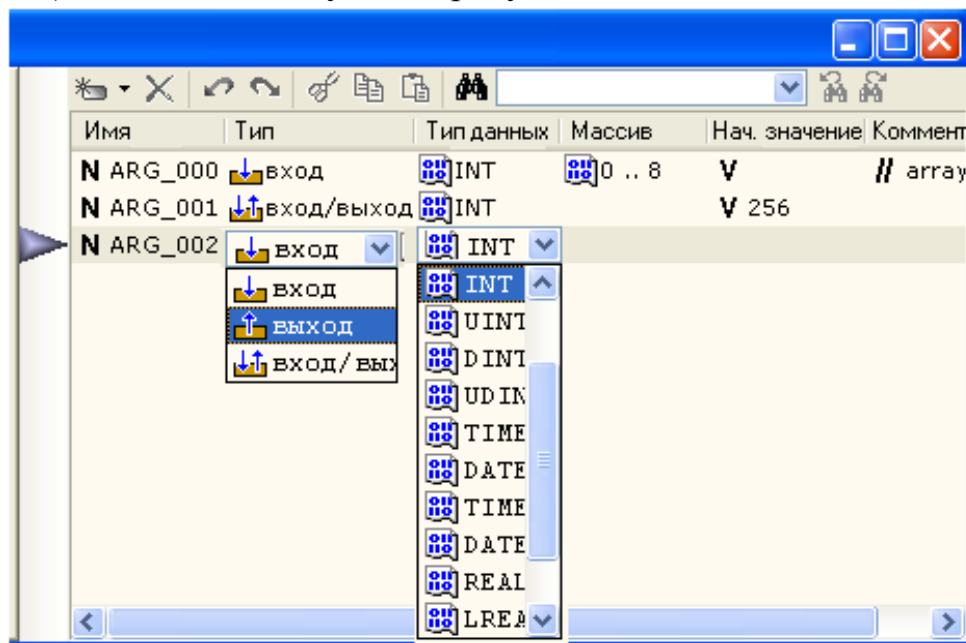 Имя Тип Тип данных Массив Нач. значение Коммент
N ARG_000 вход INT 0 .. 8 V // array
N ARG_001 вход/выход INT V 256
N ARG_002 вход INT
вход INT
выход UINT
вход/вых DINT
UDIN
TIME
DATE
TIME
DATE
REAL
LREA